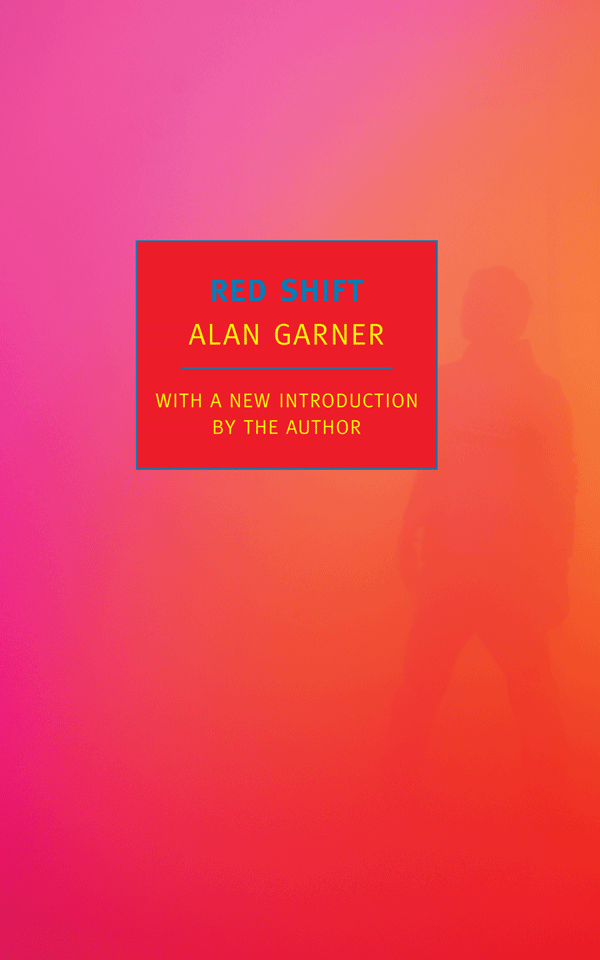 RED SHIFT
ALAN GARNER
WITH A NEW INTRODUCTION
BY THE AUTHOR